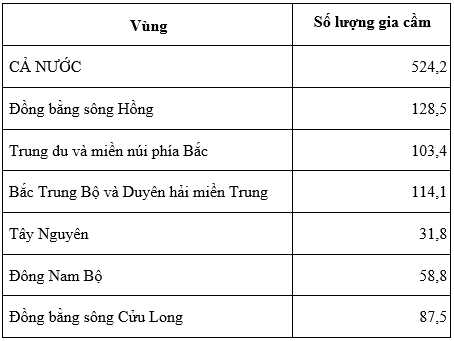 Vùng Số lượng gia cầm
CẢ NƯỚC 524,2
Đồng bằng sông Hồng 128,5
Trung du và miền núi phía Bắc 103,4
Bắc Trung Bộ và Duyên hải miền Trung 114,1
Tây Nguyên 31,8
Đông Nam Bộ 58,8
Đồng bằng sông Cửu Long 87,5